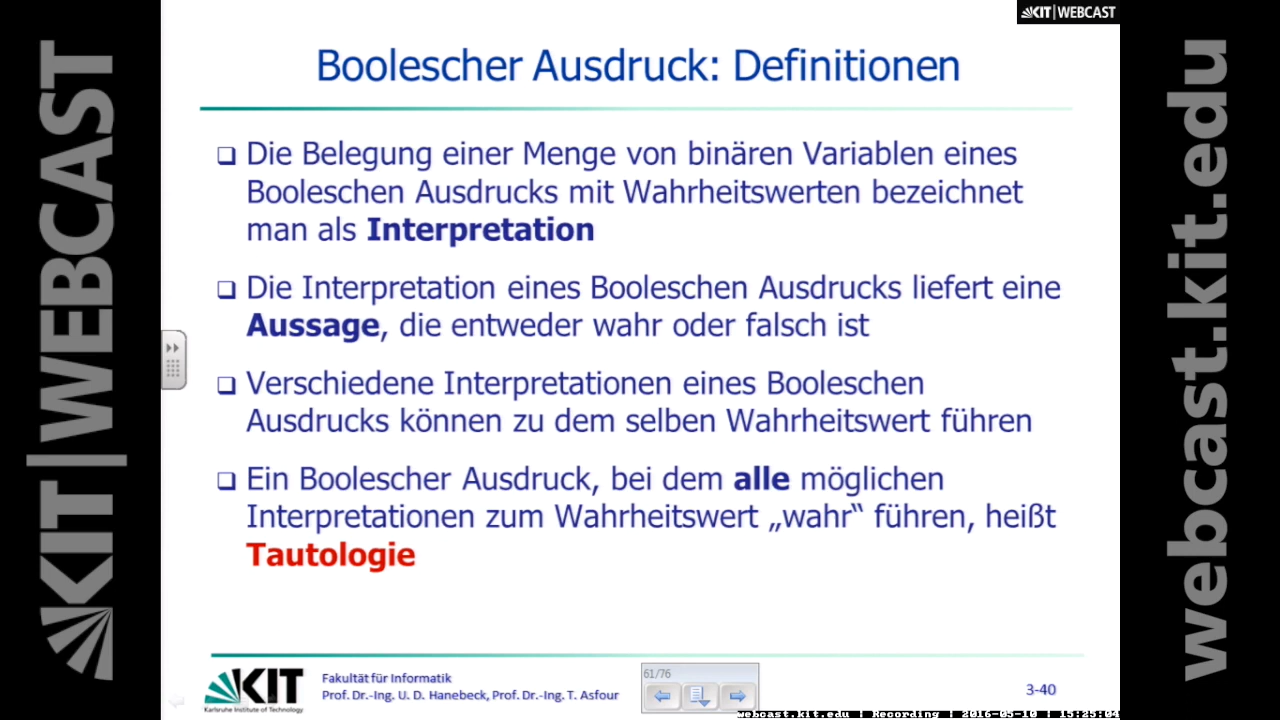 KIT|WEBCAST
Boolescher Ausdruck: Definitionen
Die Belegung einer Menge von binären Variablen eines
Booleschen Ausdrucks mit Wahrheitswerten bezeichnet
man als Interpretation
Die Interpretation eines Booleschen Ausdrucks liefert eine
Aussage, die entweder wahr oder falsch ist
Verschiedene Interpretationen eines Booleschen
Ausdrucks können zu dem selben Wahrheitswert führen
Ein Boolescher Ausdruck, bei dem alle möglichen
Interpretationen zum Wahrheitswert „wahr“ führen, heißt
Tautologie
KIT
Karlsruhe Institute of Technology
Fakultät für Informatik
Prof. Dr.-Ing. U. D. Hanebeck, Prof. Dr.-Ing. T. Asfour
61/76
3-40
webcast.kit.edu | Recording | 2016-05-10 | 15:25:04
KIT|WEBCAST
webcast.kit.edu